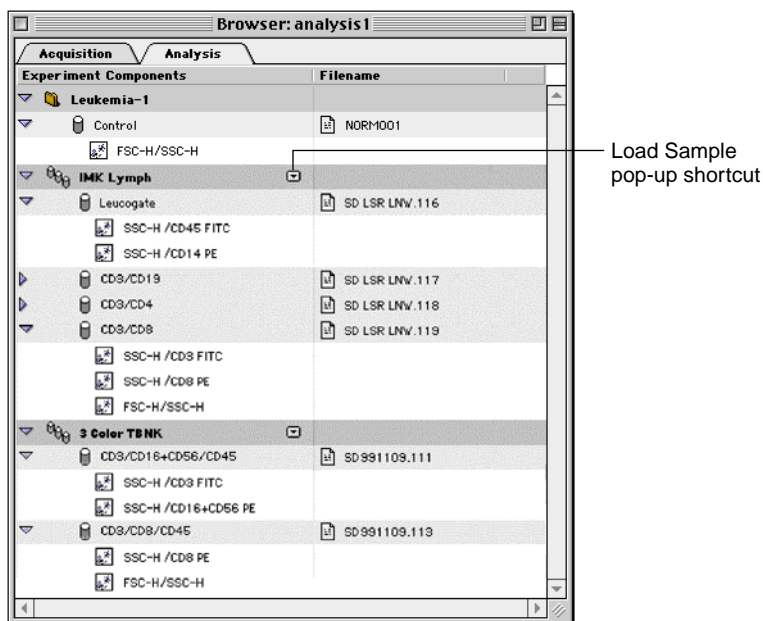 Browser: analysis1
Acquisition Analysis
Experiment Components Filename
Leukemia-1
Control NORM001
FSC-H/SSC-H
IMK Lymph
Load Sample
pop-up shortcut
Leucogate SD LSR LNW.116
SSC-H /CD45 FITC
SSC-H /CD14 PE
CD3/CD19 SD LSR LNW.117
CD3/CD4 SD LSR LNW.118
CD3/CD8 SD LSR LNW.119
SSC-H /CD3 FITC
SSC-H /CD8 PE
FSC-H/SSC-H
3 Color TBNK
CD3/CD16+CD56/CD45 SD991109.111
SSC-H /CD3 FITC
SSC-H /CD16+CD56 PE
CD3/CD8/CD45 SD991109.113
SSC-H /CD8 PE
FSC-H/SSC-H